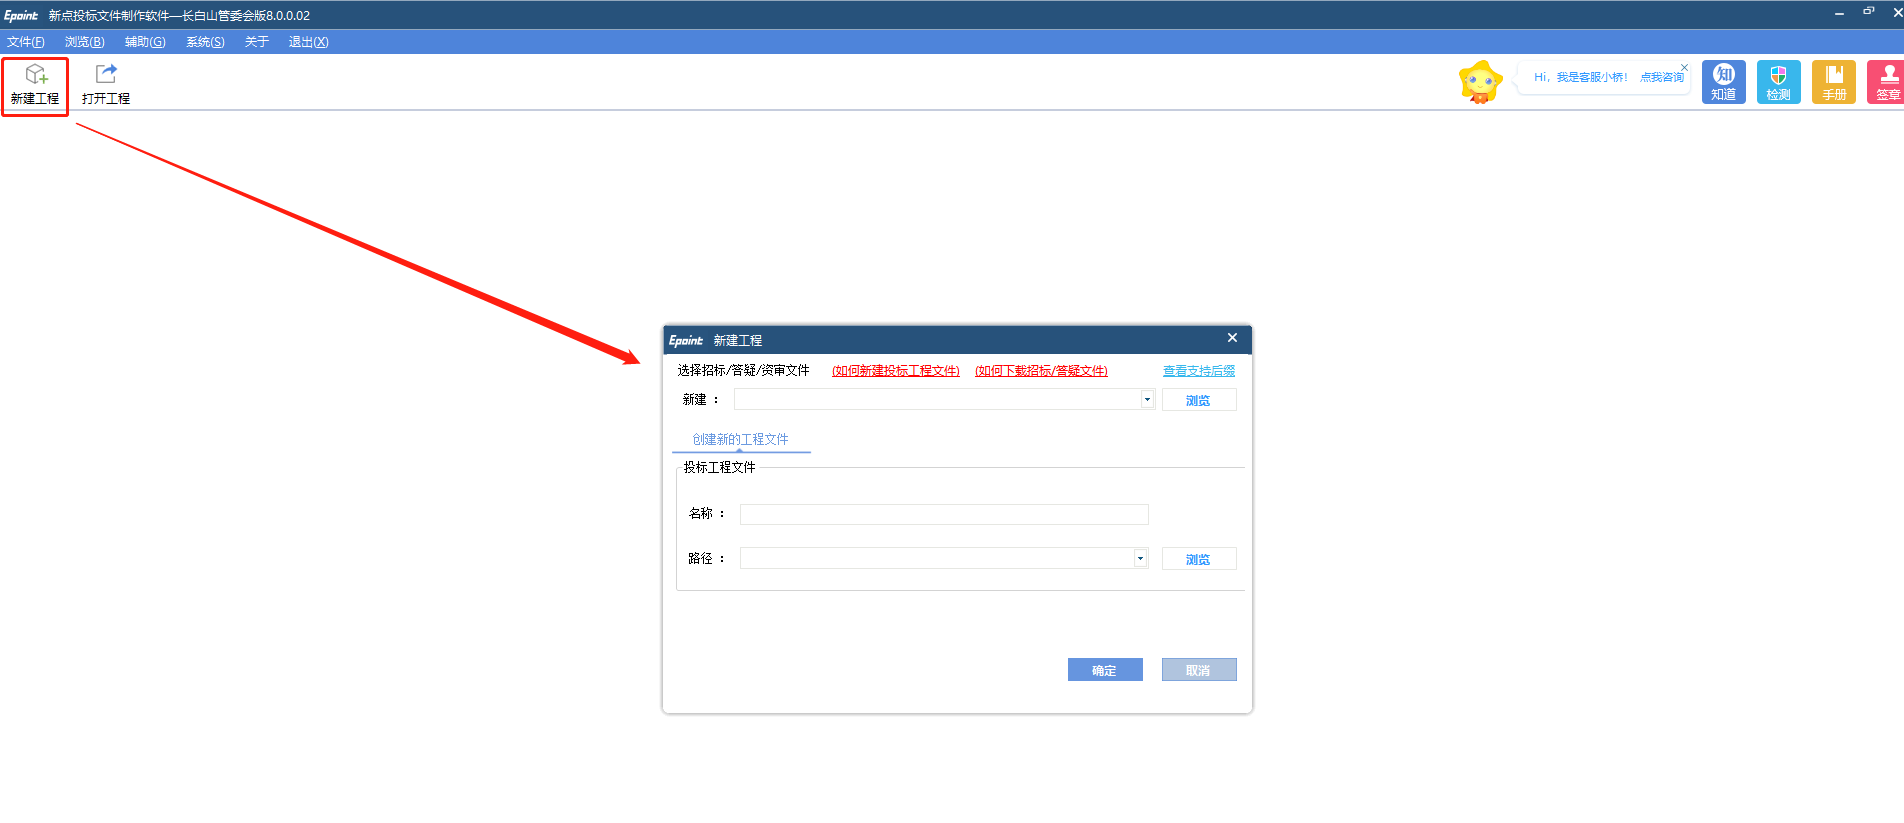 Epoint 新点投标文件制作软件—长白山管委会版8.0.0.02
文件(F) 浏览(B) 辅助(G) 系统(S) 关于 退出(X)
新建工程 打开工程
Hi，我是客服小桥！ 点我咨询
知
知道 检测 手册 签章
Epoint 新建工程
选择招标/答疑/资审文件 (如何新建投标工程文件) (如何下载招标/答疑文件) 查看支持后缀
新建 ： 浏览
创建新的工程文件
投标工程文件
名称 ：
路径 ： 浏览
确定 取消